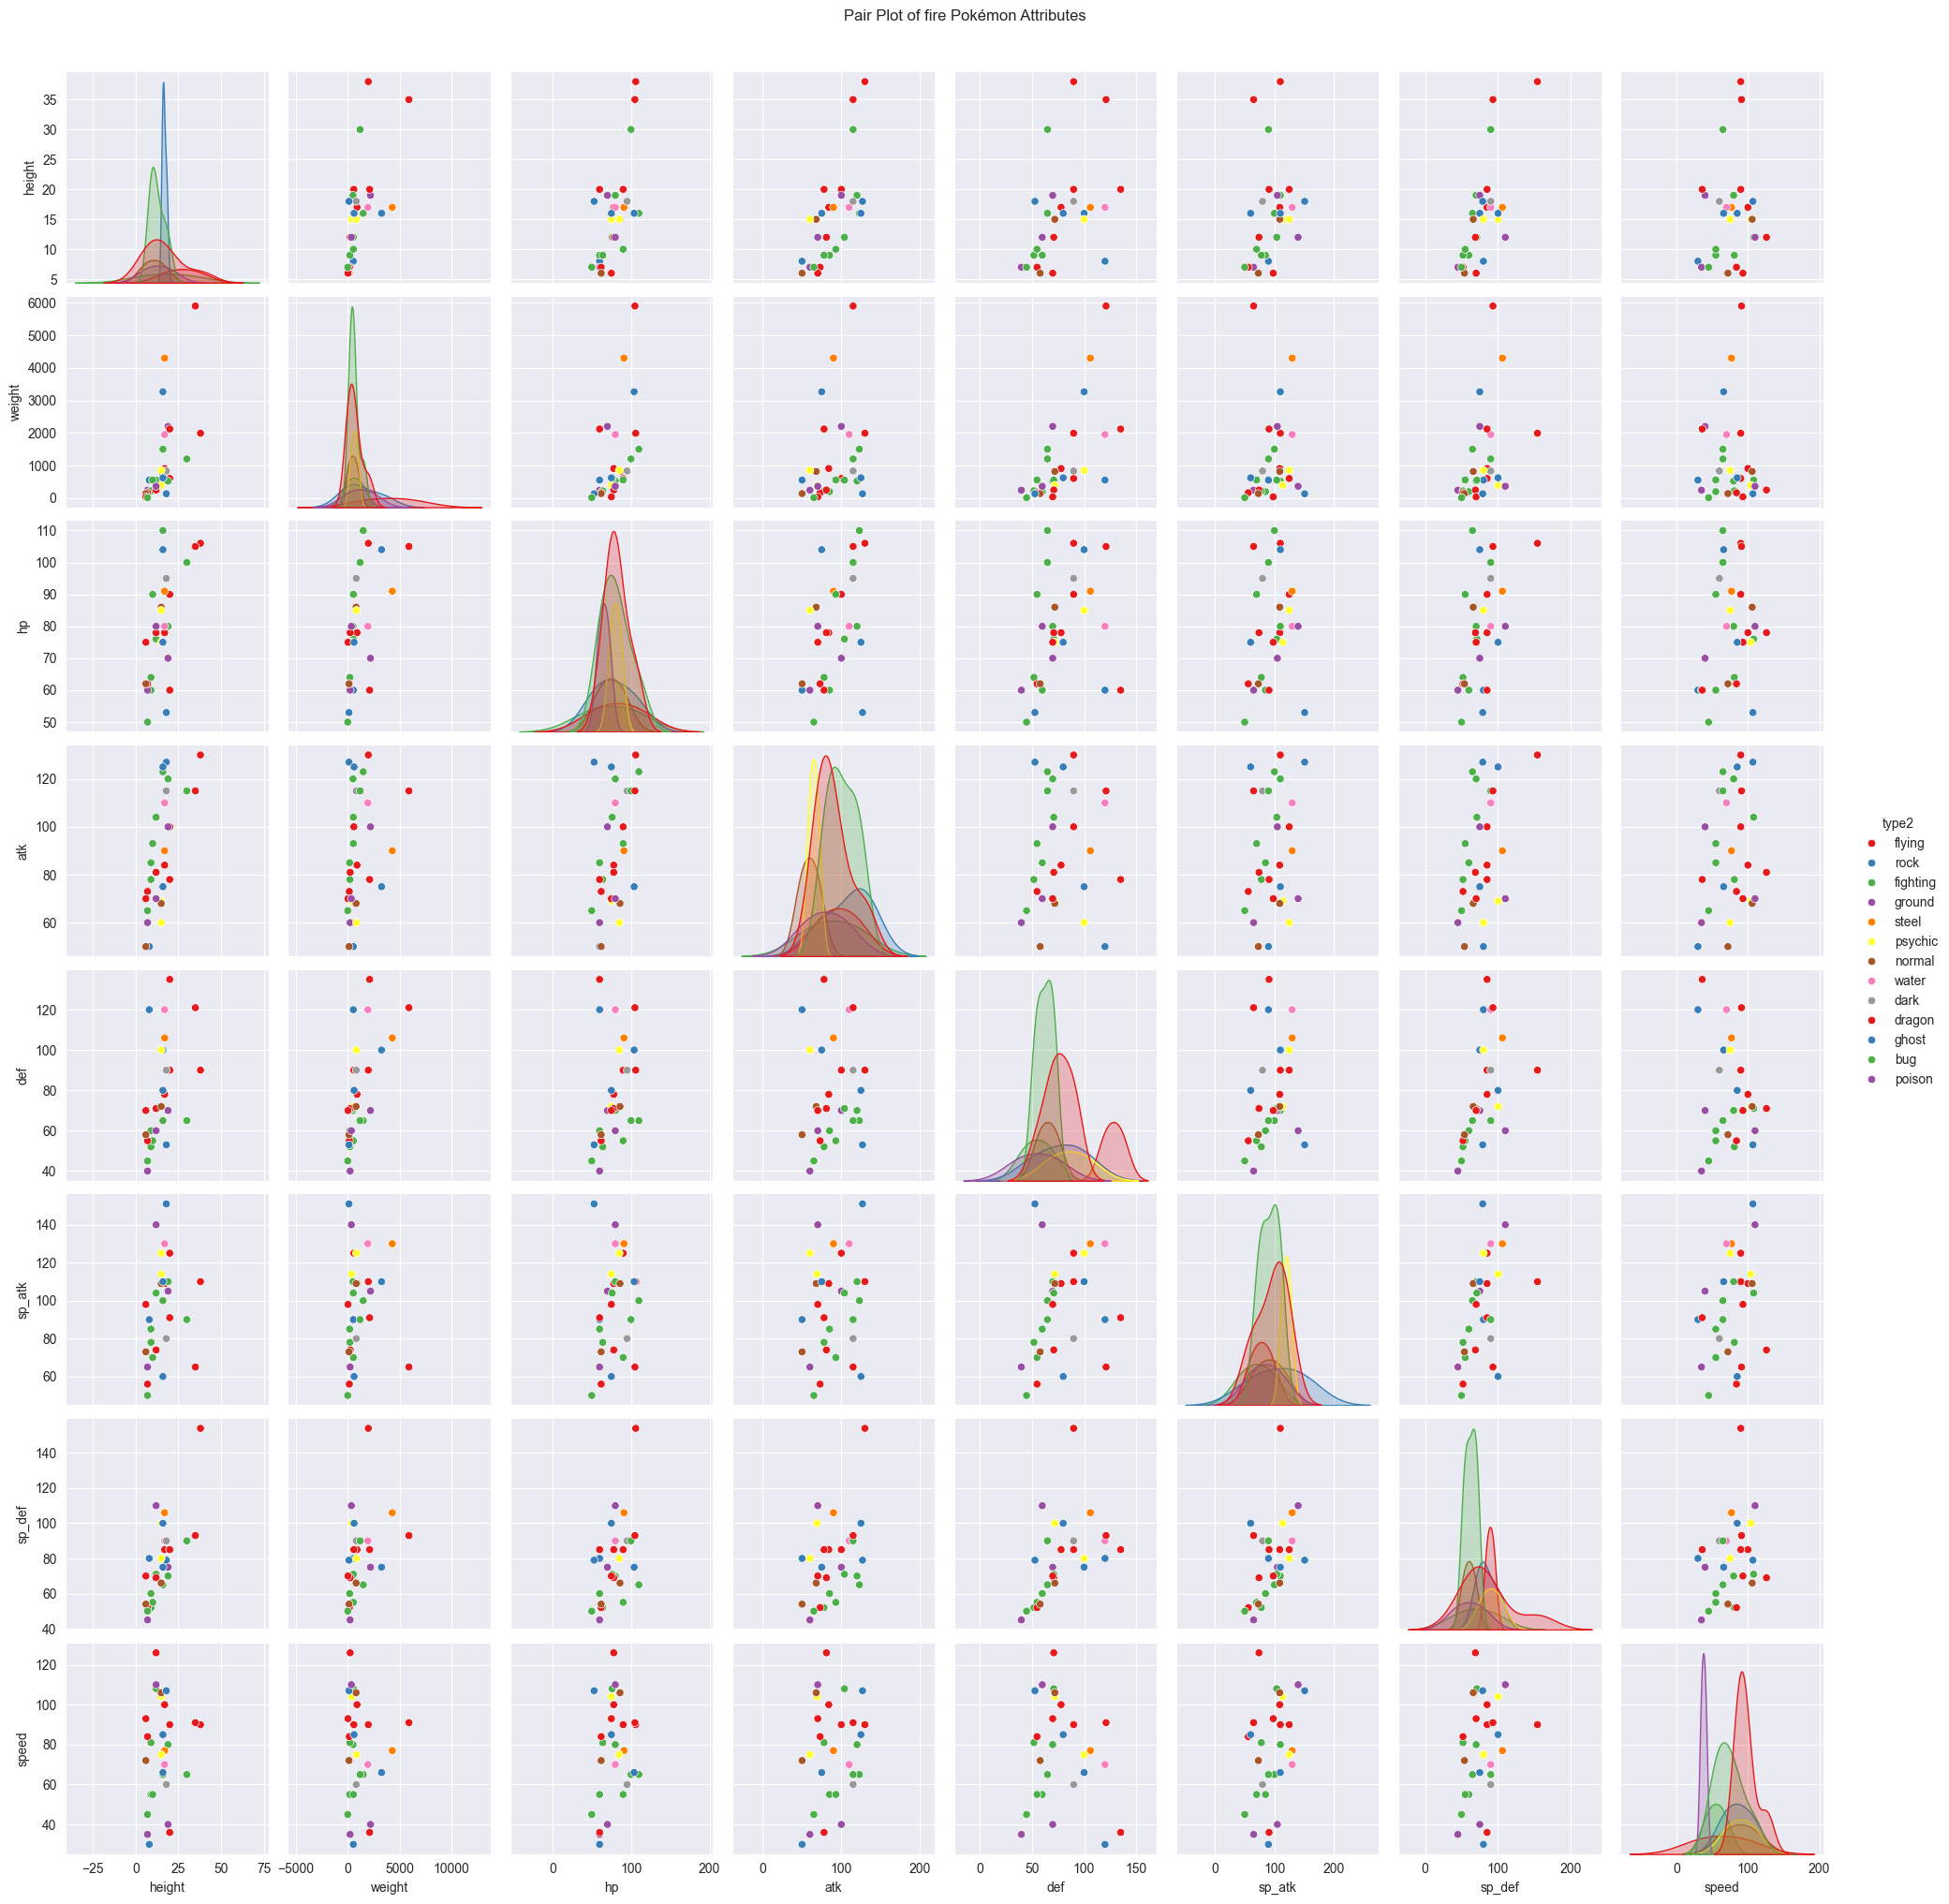 Pair Plot of fire Pokémon Attributes
35
30
25
20
15
10
5
height
6000
5000
4000
3000
2000
1000
0
weight
110
100
90
80
70
60
50
hp
120
100
80
60
atk
120
100
80
60
40
def
140
120
100
80
60
sp_atk
140
120
100
80
60
40
sp_def
120
100
80
60
40
speed
−25 0 25 50 75
height
−5000 0 5000 10000
weight
0 100 200
hp
0 100 200
atk
0 50 100 150
def
0 100 200
sp_atk
0 100 200
sp_def
0 100 200
speed
type2
flying
rock
fighting
ground
steel
psychic
normal
water
dark
dragon
ghost
bug
poison